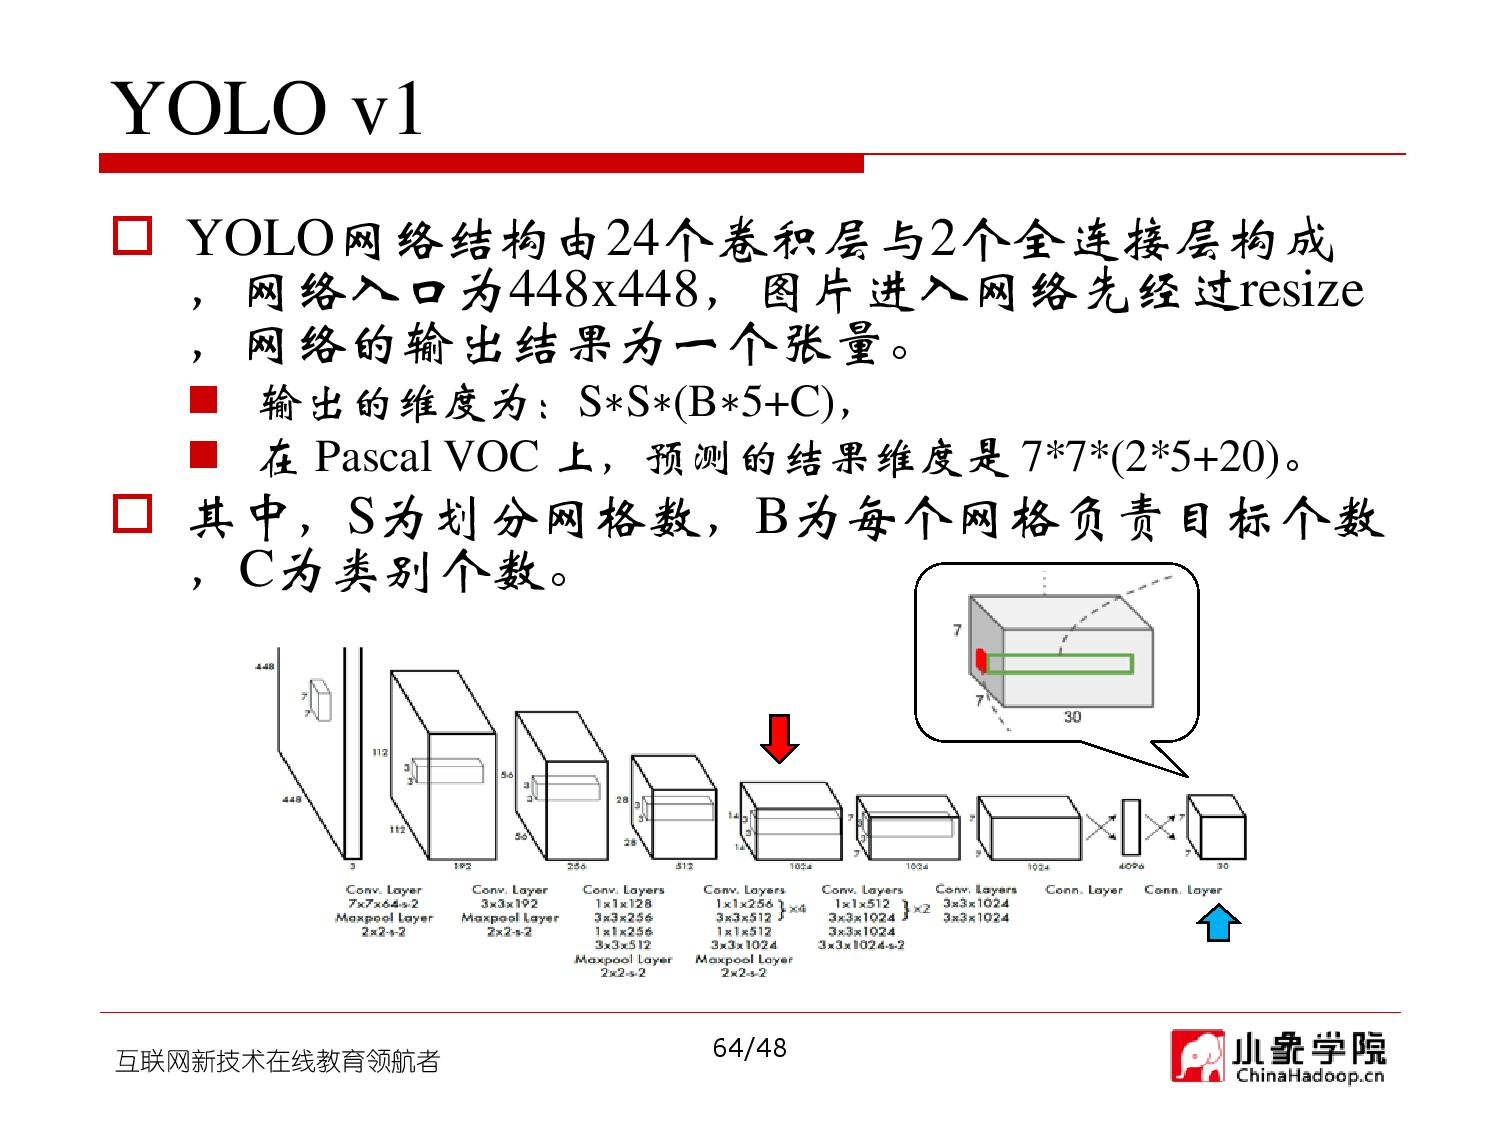 YOLO v1
YOLO网络结构由24个卷积层与2个全连接层构成
，网络入口为448x448，图片进入网络先经过resize
，网络的输出结果为一个张量。
输出的维度为：S*S*(B*5+C)，
在 Pascal VOC 上，预测的结果维度是 7*7*(2*5+20)。
其中，S为划分网格数，B为每个网格负责目标个数
，C为类别个数。
7
7
30
448
448
7
7
3
112
112
3
3
192
56
56
3
3
256
28
28
3
3
512
14
14
3
3
1024
7
7
3
3
1024
7
7
1024
4096
7
7
30
Conv. Layer
7x7x64-s-2
Maxpool Layer
2x2-s-2
Conv. Layer
3x3x192
Maxpool Layer
2x2-s-2
Conv. Layers
1x1x128
3x3x256
1x1x256
3x3x512
Maxpool Layer
2x2-s-2
Conv. Layers
1x1x256
3x3x512
}×4
1x1x512
3x3x1024
Maxpool Layer
2x2-s-2
Conv. Layers
1x1x512
3x3x1024
}×2
3x3x1024
3x3x1024-s-2
Conv. Layers
3x3x1024
3x3x1024
Conn. Layer
Conn. Layer
互联网新技术在线教育领航者
64/48
小象学院
ChinaHadoop.cn